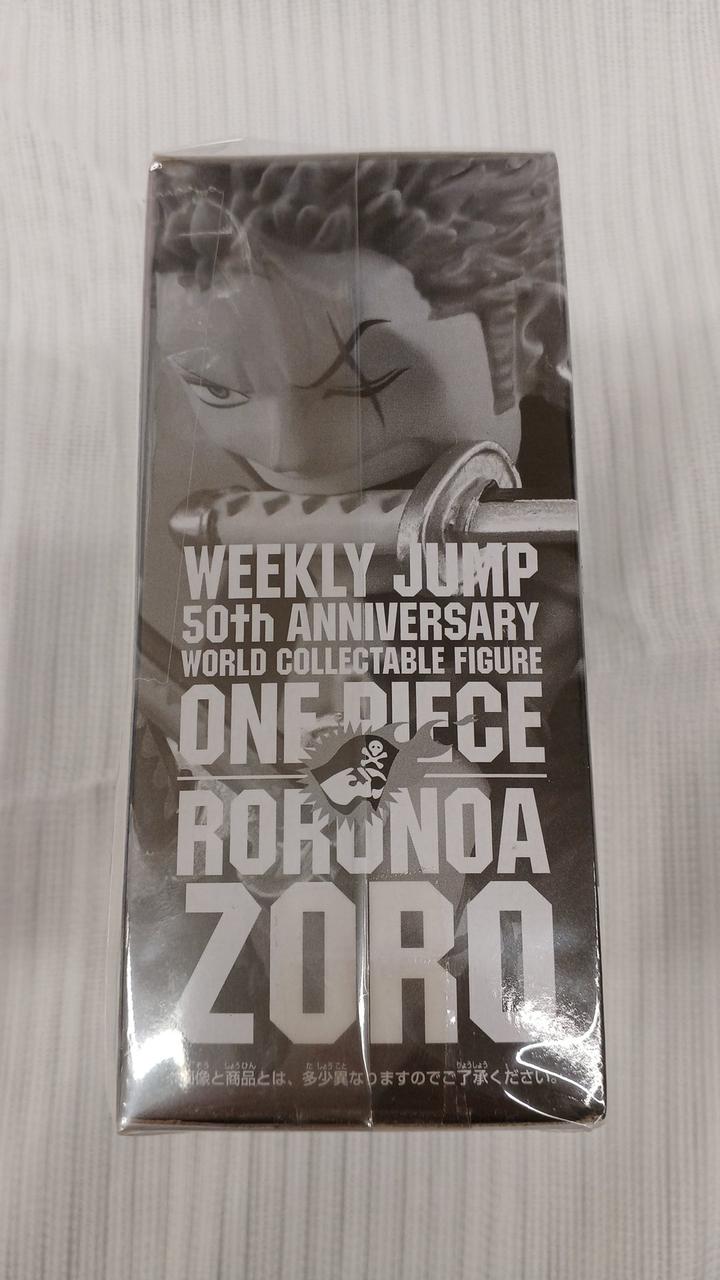 WEEKLY JUMP
50th ANNIVERSARY
WORLD COLLECTABLE FIGURE
ONE PIECE
RORONOA
ZORO
画像と商品とは、多少異なりますのでご了承ください。